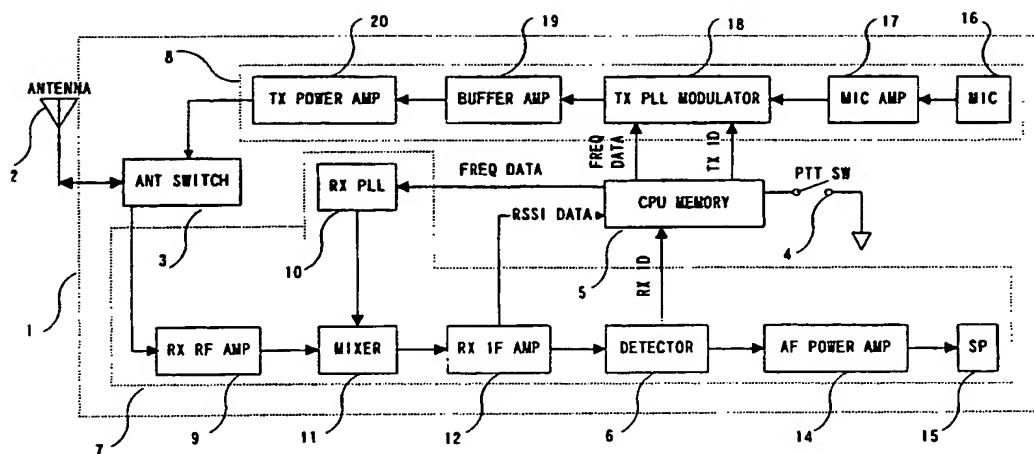 20 19 18 17 16
8
ANTENNA
TX POWER AMP BUFFER AMP TX PLL MODULATOR MIC AMP MIC
2
FREQ DATA TX ID
ANT SWITCH RX PLL FREQ DATA CPU MEMORY PTT SW
RSSI DATA
3 10 5 4
RX ID
1
RX RF AMP MIXER RX IF AMP DETECTOR AF POWER AMP SP
7 9 11 12 6 14 15